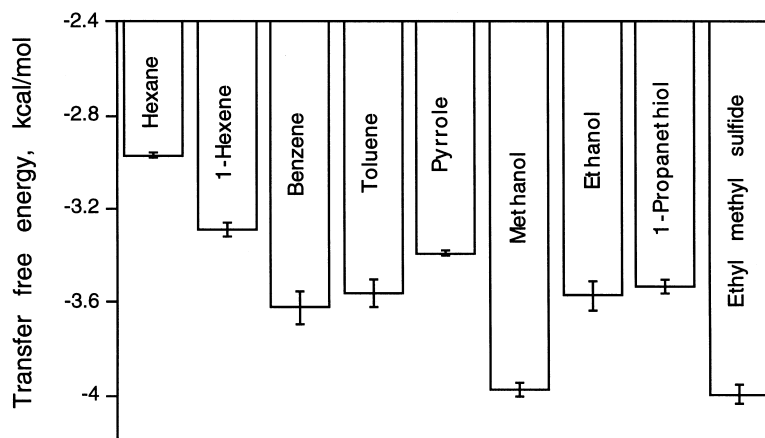 Transfer free energy, kcal/mol
-2.4
-2.8
-3.2
-3.6
-4
Hexane
1-Hexene
Benzene
Toluene
Pyrrole
Methanol
Ethanol
1-Propanethiol
Ethyl methyl sulfide